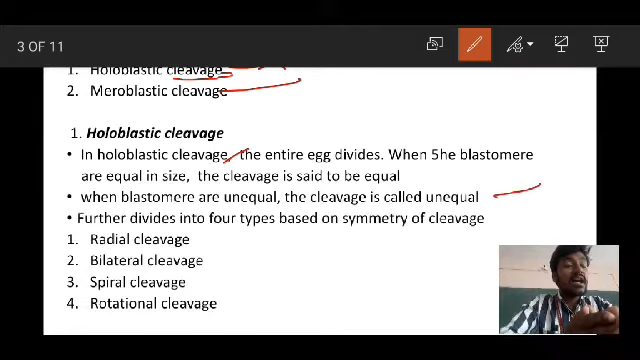 3 OF 11
1. Holoblastic cleavage
2. Meroblastic cleavage
1. Holoblastic cleavage
• In holoblastic cleavage, the entire egg divides. When 5he blastomere
are equal in size, the cleavage is said to be equal
• when blastomere are unequal, the cleavage is called unequal
• Further divides into four types based on symmetry of cleavage
1. Radial cleavage
2. Bilateral cleavage
3. Spiral cleavage
4. Rotational cleavage